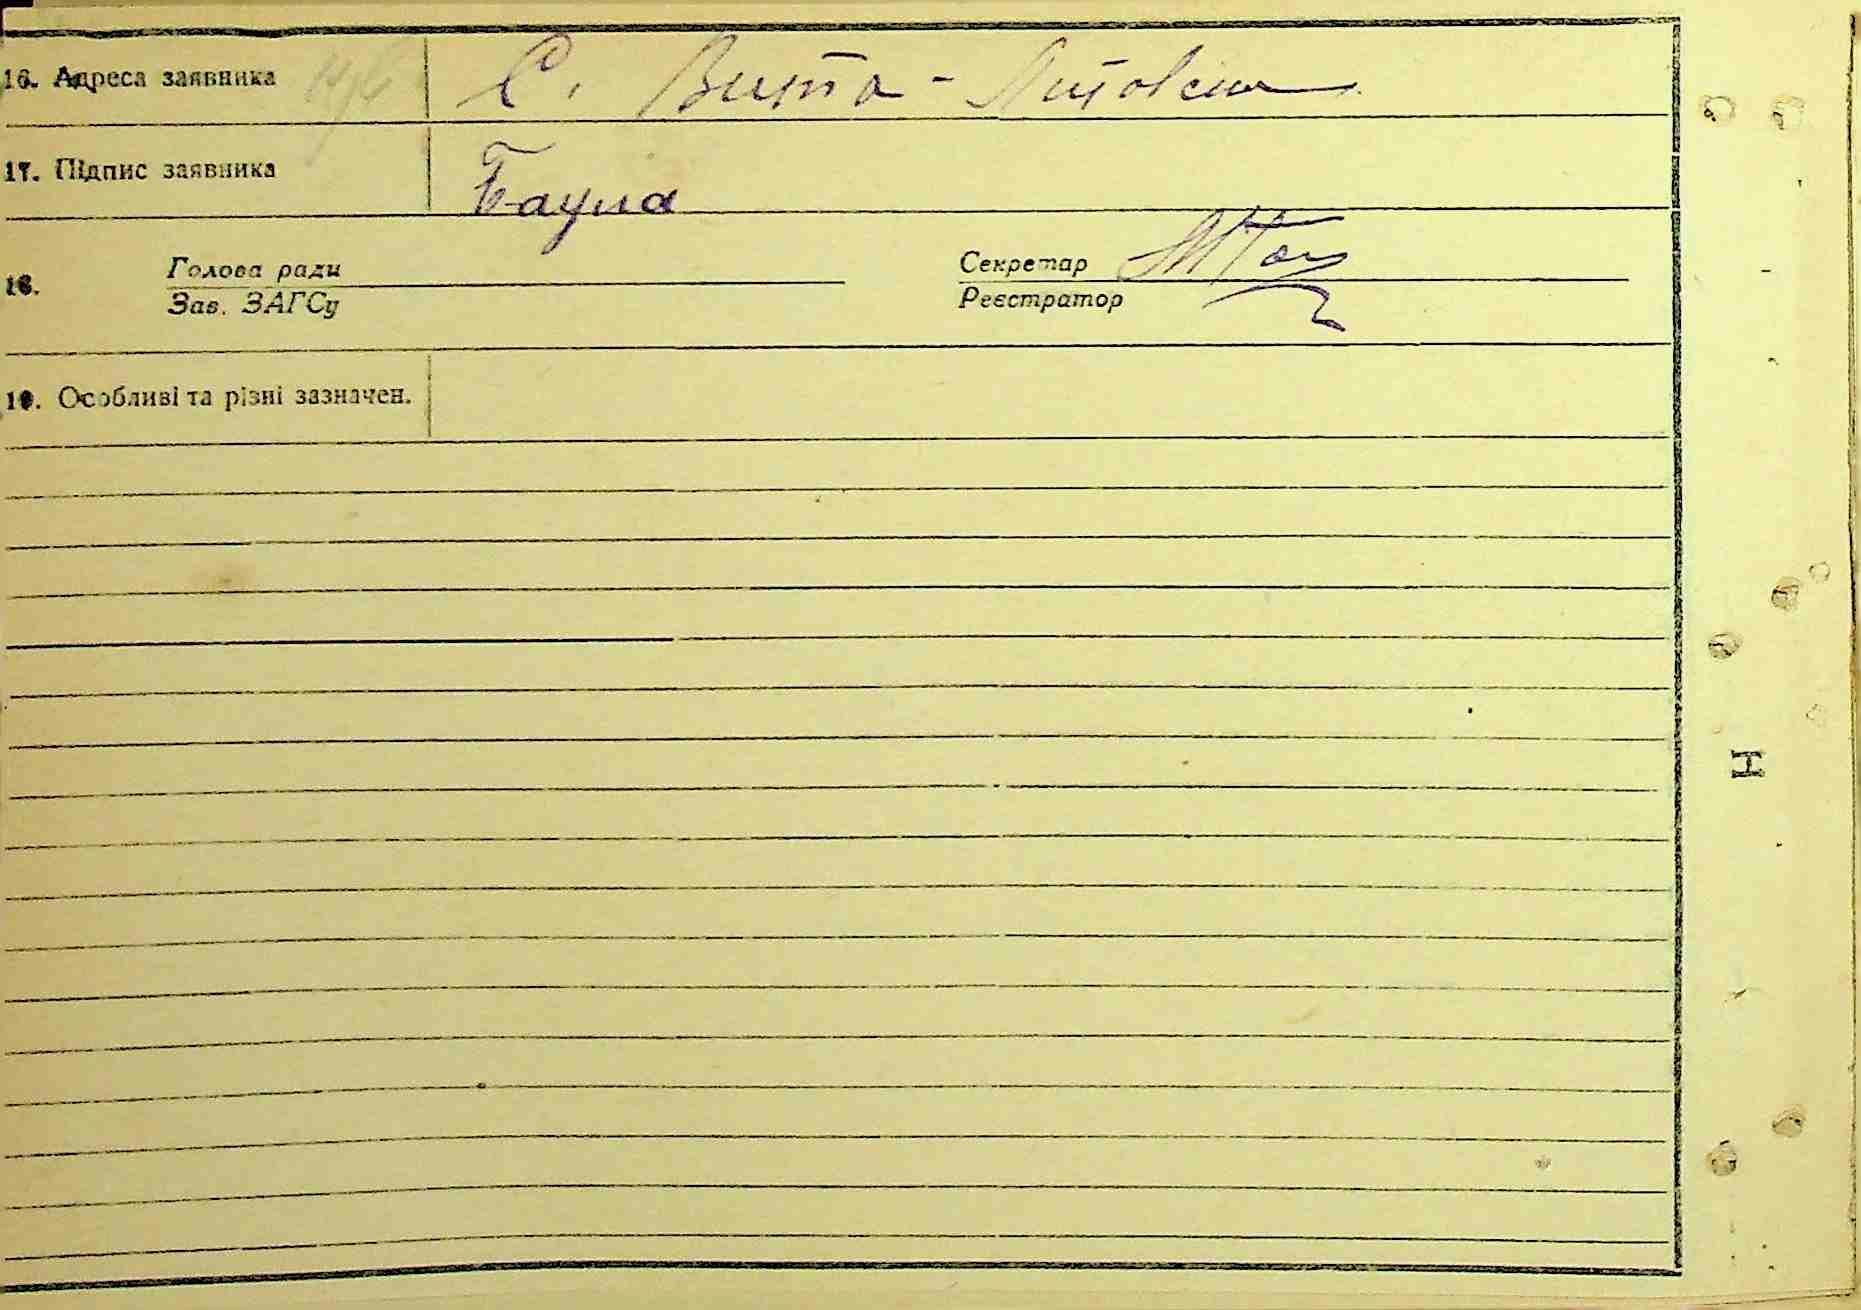 16. Адреса заявника С. Вита-Литовська
17. Підпис заявника Баула
18. Голова ради Секретар
Зав. ЗАГСу Реєстратор
19. Особливі та різні зазначен.
Н